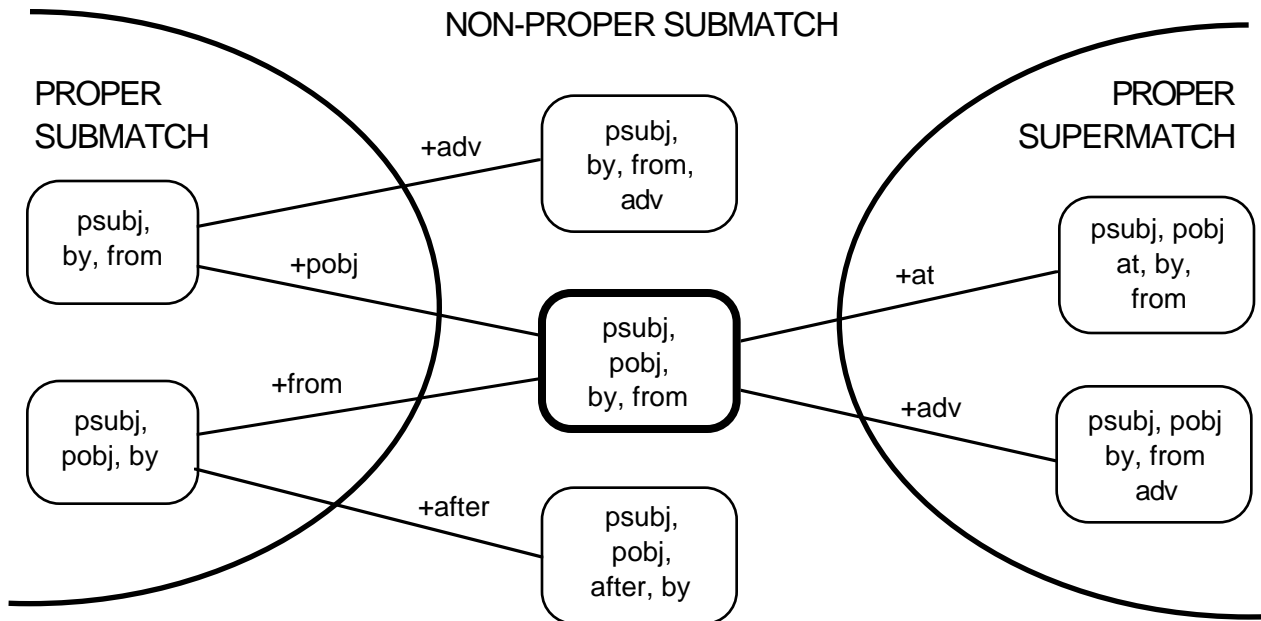 NON-PROPER SUBMATCH
PROPER
SUBMATCH
PROPER
SUPERMATCH
+adv
psubj,
by, from,
adv
psubj,
by, from
+pobj
psubj,
pobj,
by, from
+at
psubj, pobj
at, by,
from
+from
psubj,
pobj, by
+adv
psubj, pobj
by, from
adv
+after
psubj,
pobj,
after, by